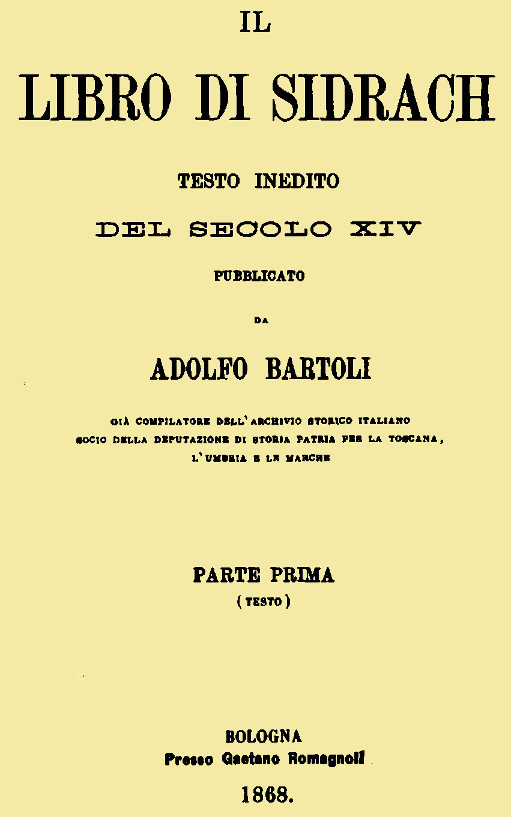 IL
LIBRO DI SIDRACH
TESTO INEDITO
DEL SECOLO XIV
PUBBLICATO
DA
ADOLFO BARTOLI
GIÀ COMPILATORE DELL'ARCHIVIO STORICO ITALIANO
SOCIO DELLA DEPUTAZIONE DI STORIA PATRIA PER LA TOSCANA,
L'UMBRIA E LE MARCHE
PARTE PRIMA
(TESTO)
BOLOGNA
Presso Gaetano Romagnoli
1868.